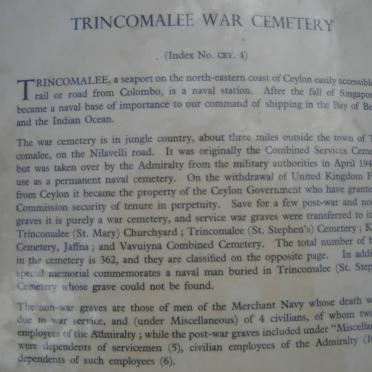 TRINCOMALEE WAR CEMETERY
. (Index No. CEY. 4)
TRINCOMALEE, a seaport on the north-eastern coast of Ceylon easily accessible
rail or road from Colombo, is a naval station. After the fall of Singapo
became a naval base of importance to our command of shipping in the Bay of Be
and the Indian Ocean.
The war cemetery is in jungle country, about three miles outside the town of T
comalee, on the Nilavelli road. It was originally the Combined Services Ceme
but was taken over by the Admiralty from the military authorities in April 194
use as a permanent naval cemetery. On the withdrawal of United Kingdom F
from Ceylon it became the property of the Ceylon Government who have grante
Commission security of tenure in perpetuity. Save for a few post-war and no
graves it is purely a war cemetery, and service war graves were transferred to it
Trincomalee (St. Mary) Churchyard ; Trincomalee (St. Stephen's) Cemetery ; K
Cemetery, Jaffna ; and Vavuiyna Combined Cemetery. The total number of b
in the cemetery is 362, and they are classified on the opposite page. In addi
special memorial commemorates a naval man buried in Trincomalee (St. Step
Cemetery whose grave could not be found.
The non-war graves are those of men of the Merchant Navy whose death w
due to war service, and (under Miscellaneous) of 4 civilians, of whom two
employees of the Admiralty ; while the post-war graves included under "Miscella
were dependents of servicemen (5), civilian employees of the Admiralty (1
dependents of such employees (6).